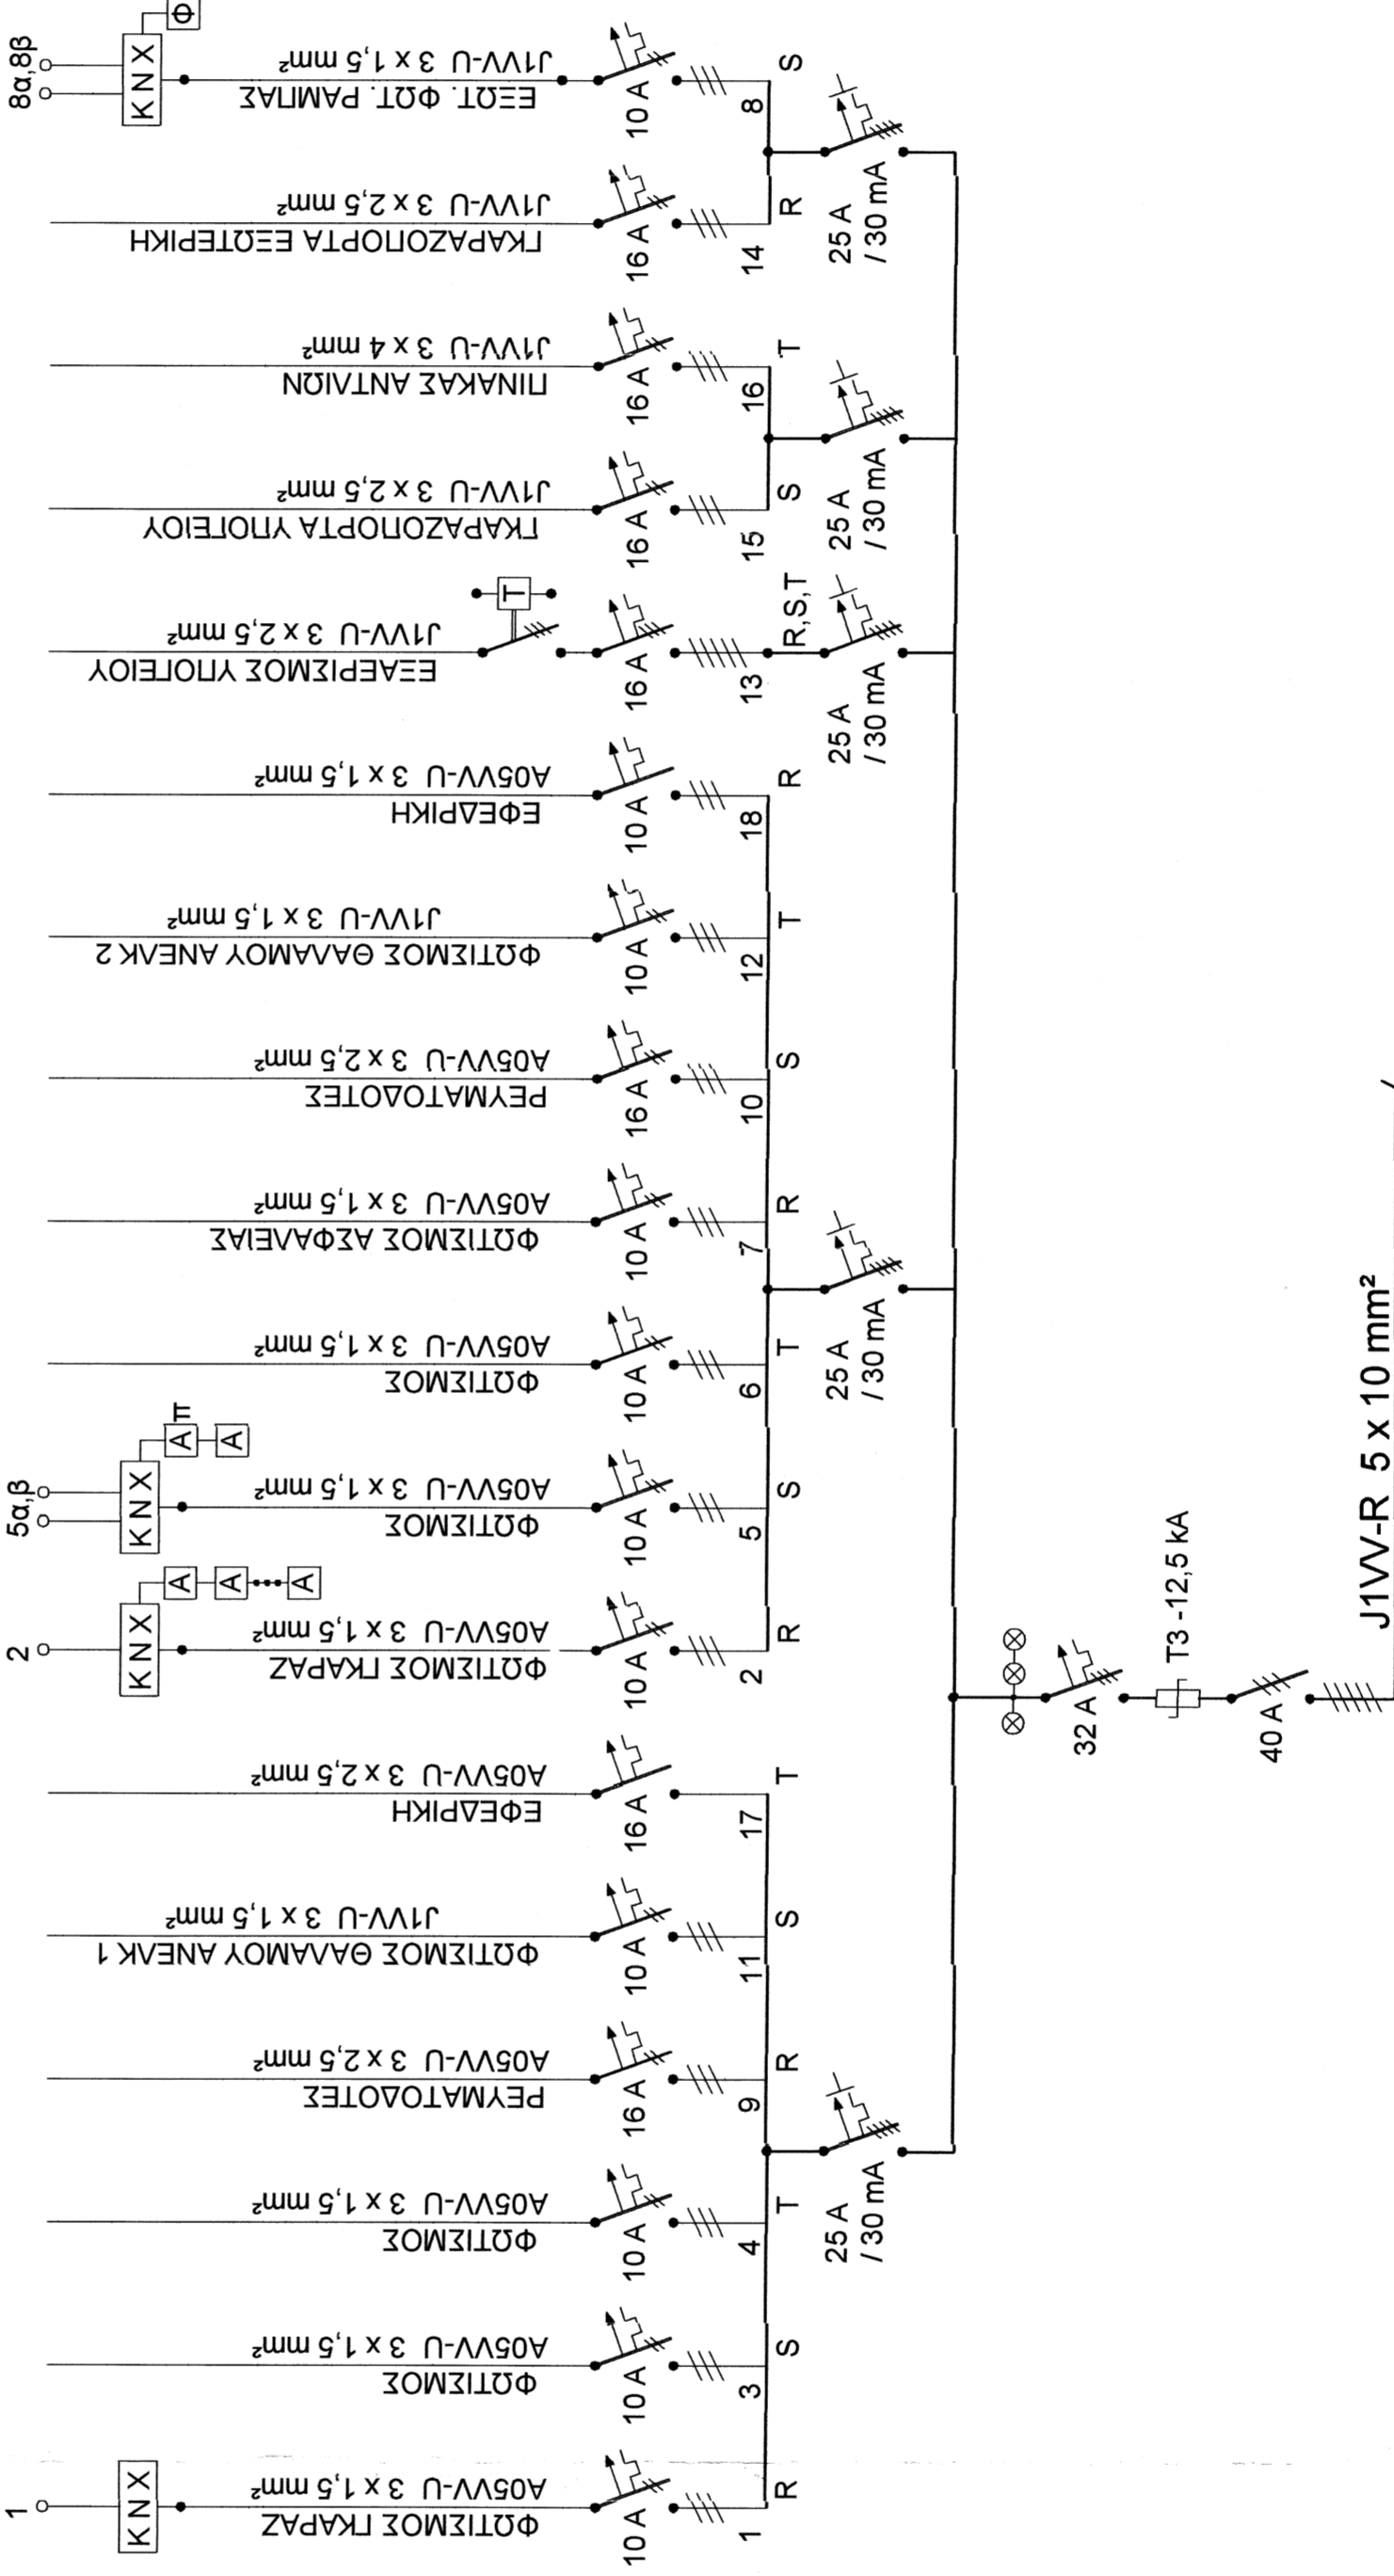 1
KNX
ΦΩΤΙΣΜΟΣ ΓΚΑΡΑΖ
A05VV-U 3 x 1,5 mm²
10 A
1
R
ΦΩΤΙΣΜΟΣ
A05VV-U 3 x 1,5 mm²
10 A
3
S
ΦΩΤΙΣΜΟΣ
A05VV-U 3 x 1,5 mm²
10 A
4
T
ΡΕΥΜΑΤΟΔΟΤΕΣ
A05VV-U 3 x 2,5 mm²
16 A
9
R
ΦΩΤΙΣΜΟΣ ΘΑΛΑΜΟΥ ΑΝΕΛΚ 1
J1VV-U 3 x 1,5 mm²
10 A
11
S
ΕΦΕΔΡΙΚΗ
A05VV-U 3 x 2,5 mm²
16 A
17
T
25 A
/ 30 mA
2
KNX
A
A
A
ΦΩΤΙΣΜΟΣ ΓΚΑΡΑΖ
A05VV-U 3 x 1,5 mm²
10 A
2
R
5α,β
KNX
A π
A
ΦΩΤΙΣΜΟΣ
A05VV-U 3 x 1,5 mm²
10 A
5
S
ΦΩΤΙΣΜΟΣ
A05VV-U 3 x 1,5 mm²
10 A
6
T
ΦΩΤΙΣΜΟΣ ΑΣΦΑΛΕΙΑΣ
A05VV-U 3 x 1,5 mm²
10 A
7
R
ΡΕΥΜΑΤΟΔΟΤΕΣ
A05VV-U 3 x 2,5 mm²
16 A
10
S
ΦΩΤΙΣΜΟΣ ΘΑΛΑΜΟΥ ΑΝΕΛΚ 2
J1VV-U 3 x 1,5 mm²
10 A
12
T
ΕΦΕΔΡΙΚΗ
A05VV-U 3 x 1,5 mm²
10 A
18
R
25 A
/ 30 mA
ΕΞΑΕΡΙΣΜΟΣ ΥΠΟΓΕΙΟΥ
J1VV-U 3 x 2,5 mm²
T
16 A
13
R,S,T
25 A
/ 30 mA
ΓΚΑΡΑΖΟΠΟΡΤΑ ΥΠΟΓΕΙΟΥ
J1VV-U 3 x 2,5 mm²
16 A
15
S
ΠΙΝΑΚΑΣ ΑΝΤΛΙΩΝ
J1VV-U 3 x 4 mm²
16 A
16
T
25 A
/ 30 mA
ΓΚΑΡΑΖΟΠΟΡΤΑ ΕΞΩΤΕΡΙΚΗ
J1VV-U 3 x 2,5 mm²
16 A
14
R
8α,8β
KNX
Φ
ΕΞΩΤ. ΦΩΤ. ΡΑΜΠΑΣ
J1VV-U 3 x 1,5 mm²
10 A
8
S
25 A
/ 30 mA
32 A
T3 -12,5 kA
40 A
J1VV-R 5 x 10 mm²